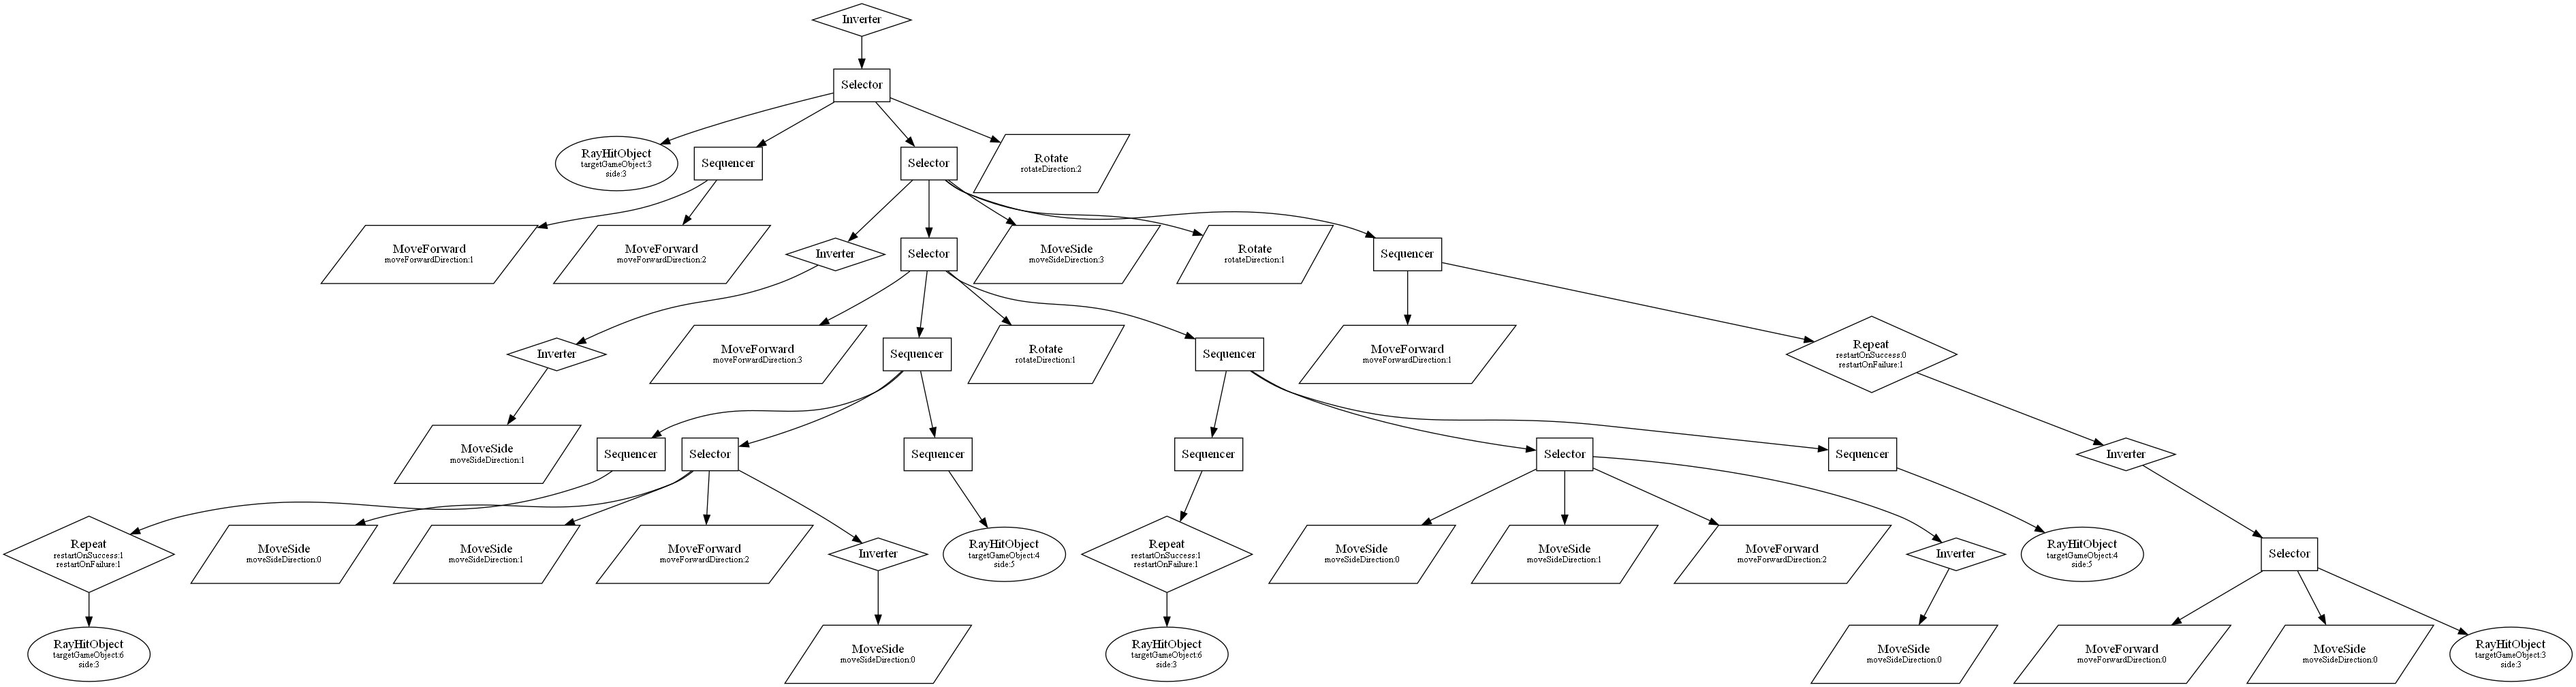 Inverter
Selector
RayHitObject
targetGameObject:3
side:3
Sequencer
Selector
Rotate
rotateDirection:2
MoveForward
moveForwardDirection:1
MoveForward
moveForwardDirection:2
Inverter
Selector
MoveSide
moveSideDirection:3
Rotate
rotateDirection:1
Sequencer
Inverter
MoveForward
moveForwardDirection:3
Sequencer
Rotate
rotateDirection:1
Sequencer
MoveForward
moveForwardDirection:1
Repeat
restartOnSuccess:0
restartOnFailure:1
MoveSide
moveSideDirection:1
Sequencer
Selector
Sequencer
Sequencer
Selector
Sequencer
Inverter
Repeat
restartOnSuccess:1
restartOnFailure:1
MoveSide
moveSideDirection:0
MoveSide
moveSideDirection:1
MoveForward
moveForwardDirection:2
Inverter
RayHitObject
targetGameObject:4
side:5
Repeat
restartOnSuccess:1
restartOnFailure:1
MoveSide
moveSideDirection:0
MoveSide
moveSideDirection:1
MoveForward
moveForwardDirection:2
Inverter
RayHitObject
targetGameObject:4
side:5
Selector
RayHitObject
targetGameObject:6
side:3
MoveSide
moveSideDirection:0
RayHitObject
targetGameObject:6
side:3
MoveSide
moveSideDirection:0
MoveForward
moveForwardDirection:0
MoveSide
moveSideDirection:0
RayHitObject
targetGameObject:3
side:3